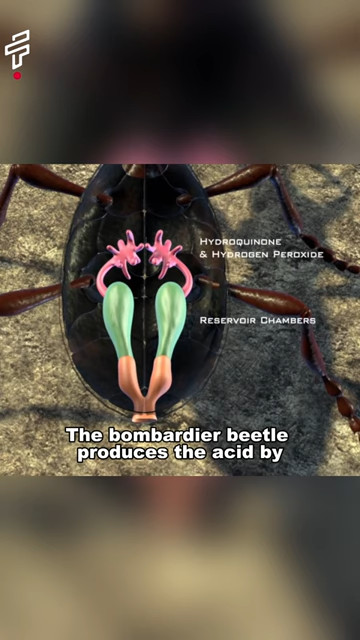 Hydroquinone
& Hydrogen Peroxide
Reservoir Chambers
The bombardier beetle
produces the acid by